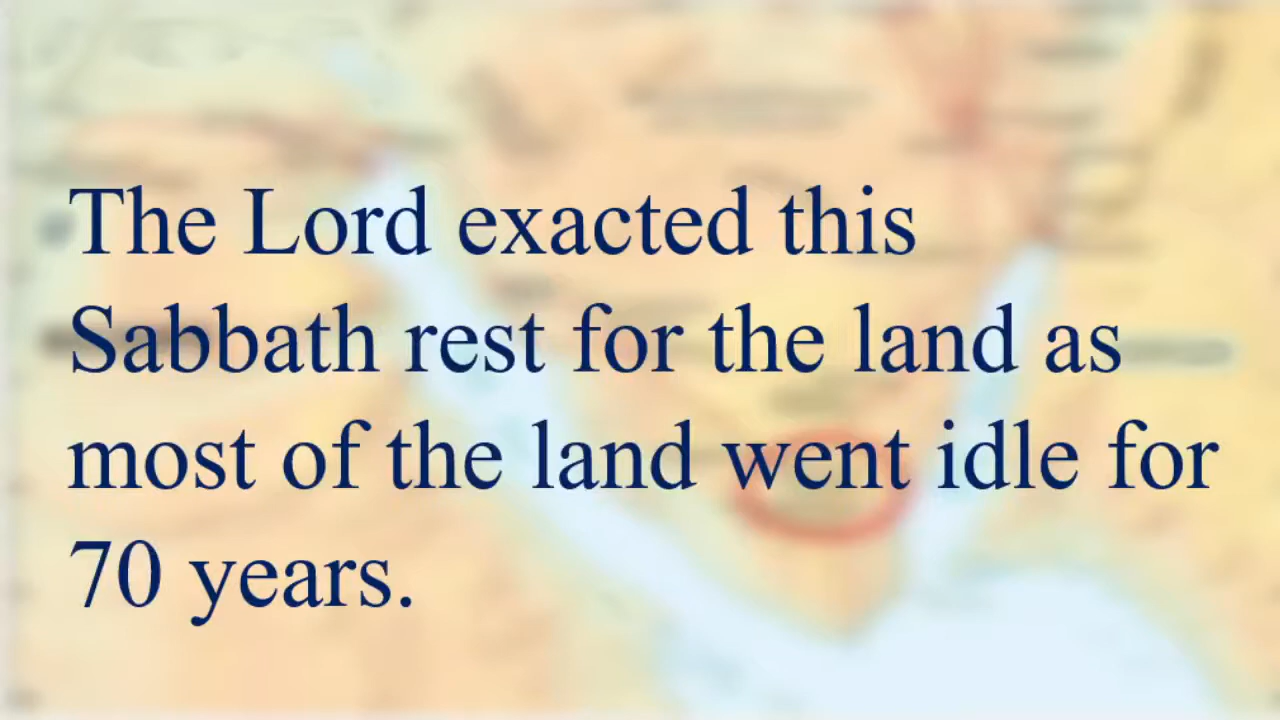 The Lord exacted this
Sabbath rest for the land as
most of the land went idle for
70 years.